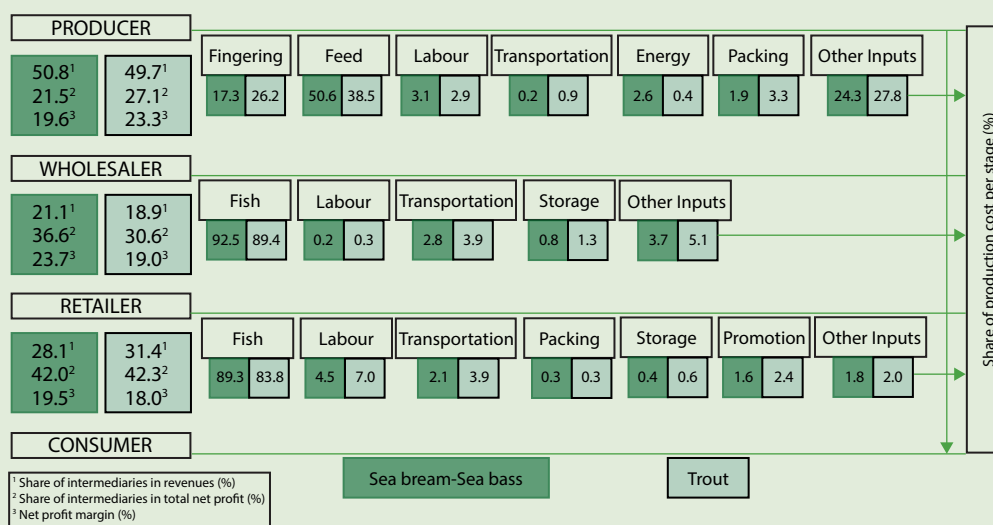 PRODUCER
Fingering Feed Labour Transportation Energy Packing Other Inputs
50.8¹ 49.7¹
21.5² 27.1²
19.6³ 23.3³
17.3 26.2 50.6 38.5 3.1 2.9 0.2 0.9 2.6 0.4 1.9 3.3 24.3 27.8
WHOLESALER
Fish Labour Transportation Storage Other Inputs
21.1¹ 18.9¹
36.6² 30.6²
23.7³ 19.0³
92.5 89.4 0.2 0.3 2.8 3.9 0.8 1.3 3.7 5.1
RETAILER
Fish Labour Transportation Packing Storage Promotion Other Inputs
28.1¹ 31.4¹
42.0² 42.3²
19.5³ 18.0³
89.3 83.8 4.5 7.0 2.1 3.9 0.3 0.3 0.4 0.6 1.6 2.4 1.8 2.0
CONSUMER
Share of production cost per stage (%)
Sea bream-Sea bass Trout
¹ Share of intermediaries in revenues (%)
² Share of intermediaries in total net profit (%)
³ Net profit margin (%)